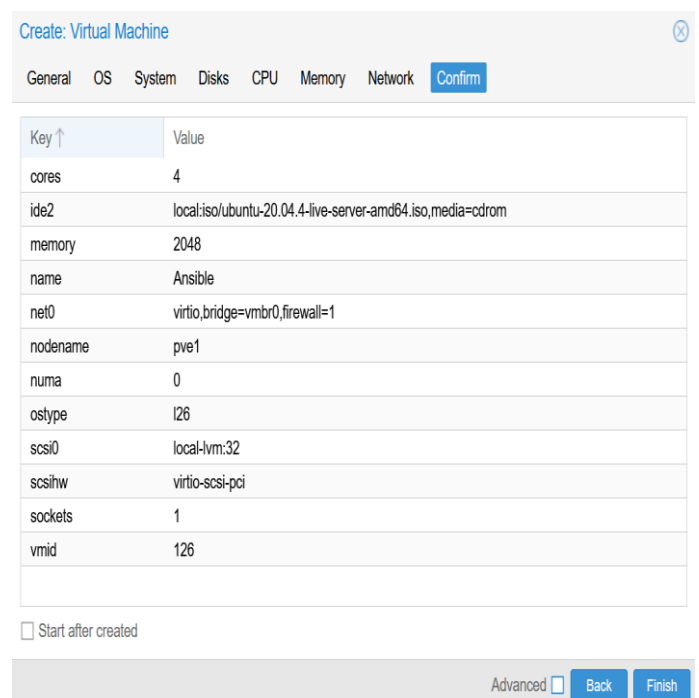 Create: Virtual Machine
General OS System Disks CPU Memory Network Confirm
Key↑ Value
cores 4
ide2 local:iso/ubuntu-20.04.4-live-server-amd64.iso,media=cdrom
memory 2048
name Ansible
net0 virtio,bridge=vmbr0,firewall=1
nodename pve1
numa 0
ostype l26
scsi0 local-lvm:32
scsihw virtio-scsi-pci
sockets 1
vmid 126
Start after created
Advanced Back Finish